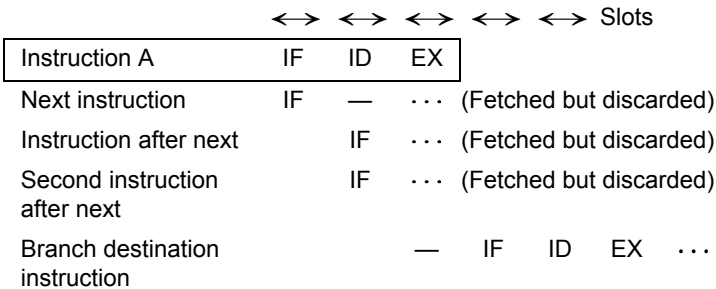 ←→ ←→ ←→ ←→ ←→ Slots
Instruction A IF ID EX
Next instruction IF — ··· (Fetched but discarded)
Instruction after next IF ··· (Fetched but discarded)
Second instruction IF ··· (Fetched but discarded)
after next
Branch destination — IF ID EX ···
instruction